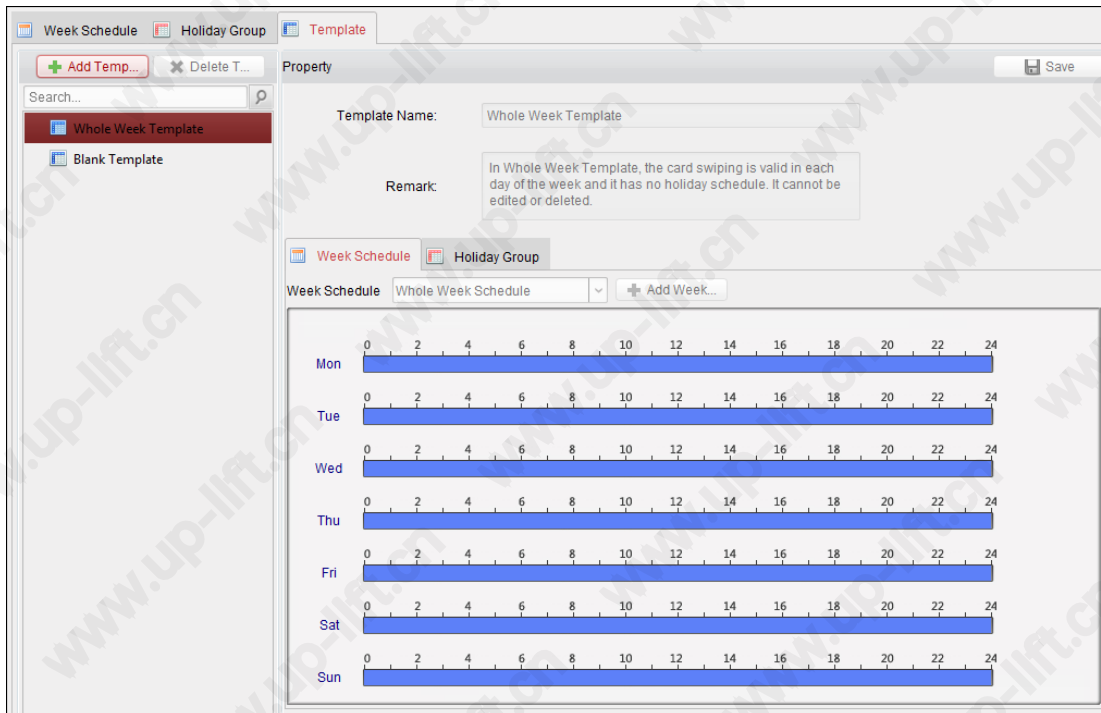 Week Schedule Holiday Group Template
Add Temp... Delete T... Property Save
Search...
Whole Week Template
Blank Template
Template Name: Whole Week Template
Remark: In Whole Week Template, the card swiping is valid in each
day of the week and it has no holiday schedule. It cannot be
edited or deleted.
Week Schedule Holiday Group
Week Schedule Whole Week Schedule Add Week...
0 2 4 6 8 10 12 14 16 18 20 22 24
Mon
0 2 4 6 8 10 12 14 16 18 20 22 24
Tue
0 2 4 6 8 10 12 14 16 18 20 22 24
Wed
0 2 4 6 8 10 12 14 16 18 20 22 24
Thu
0 2 4 6 8 10 12 14 16 18 20 22 24
Fri
0 2 4 6 8 10 12 14 16 18 20 22 24
Sat
0 2 4 6 8 10 12 14 16 18 20 22 24
Sun
www.up-lift.cn